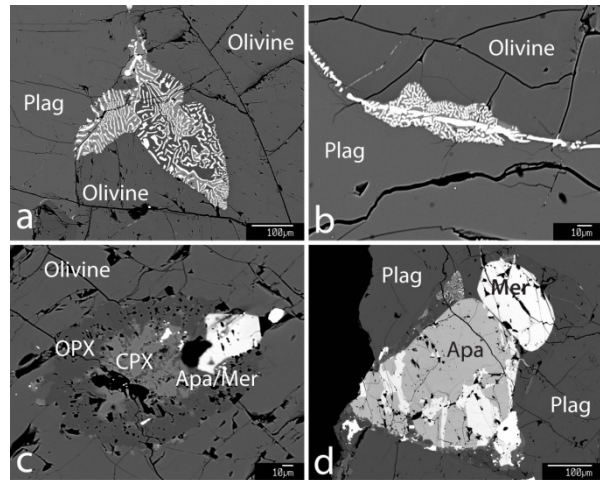 Olivine
Plag
Olivine
a
100µm
Olivine
Plag
b
10µm
Olivine
OPX
CPX
Apa/Mer
c
10µm
Plag
Mer
Apa
Plag
d
100µm